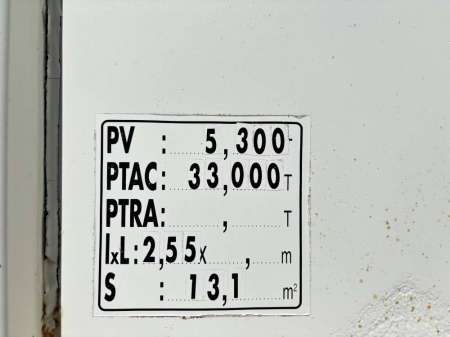 PV : 5,300
PTAC: 33,000 T
PTRA: , T
lxL: 2,55 x , m
S : 13,1 m²